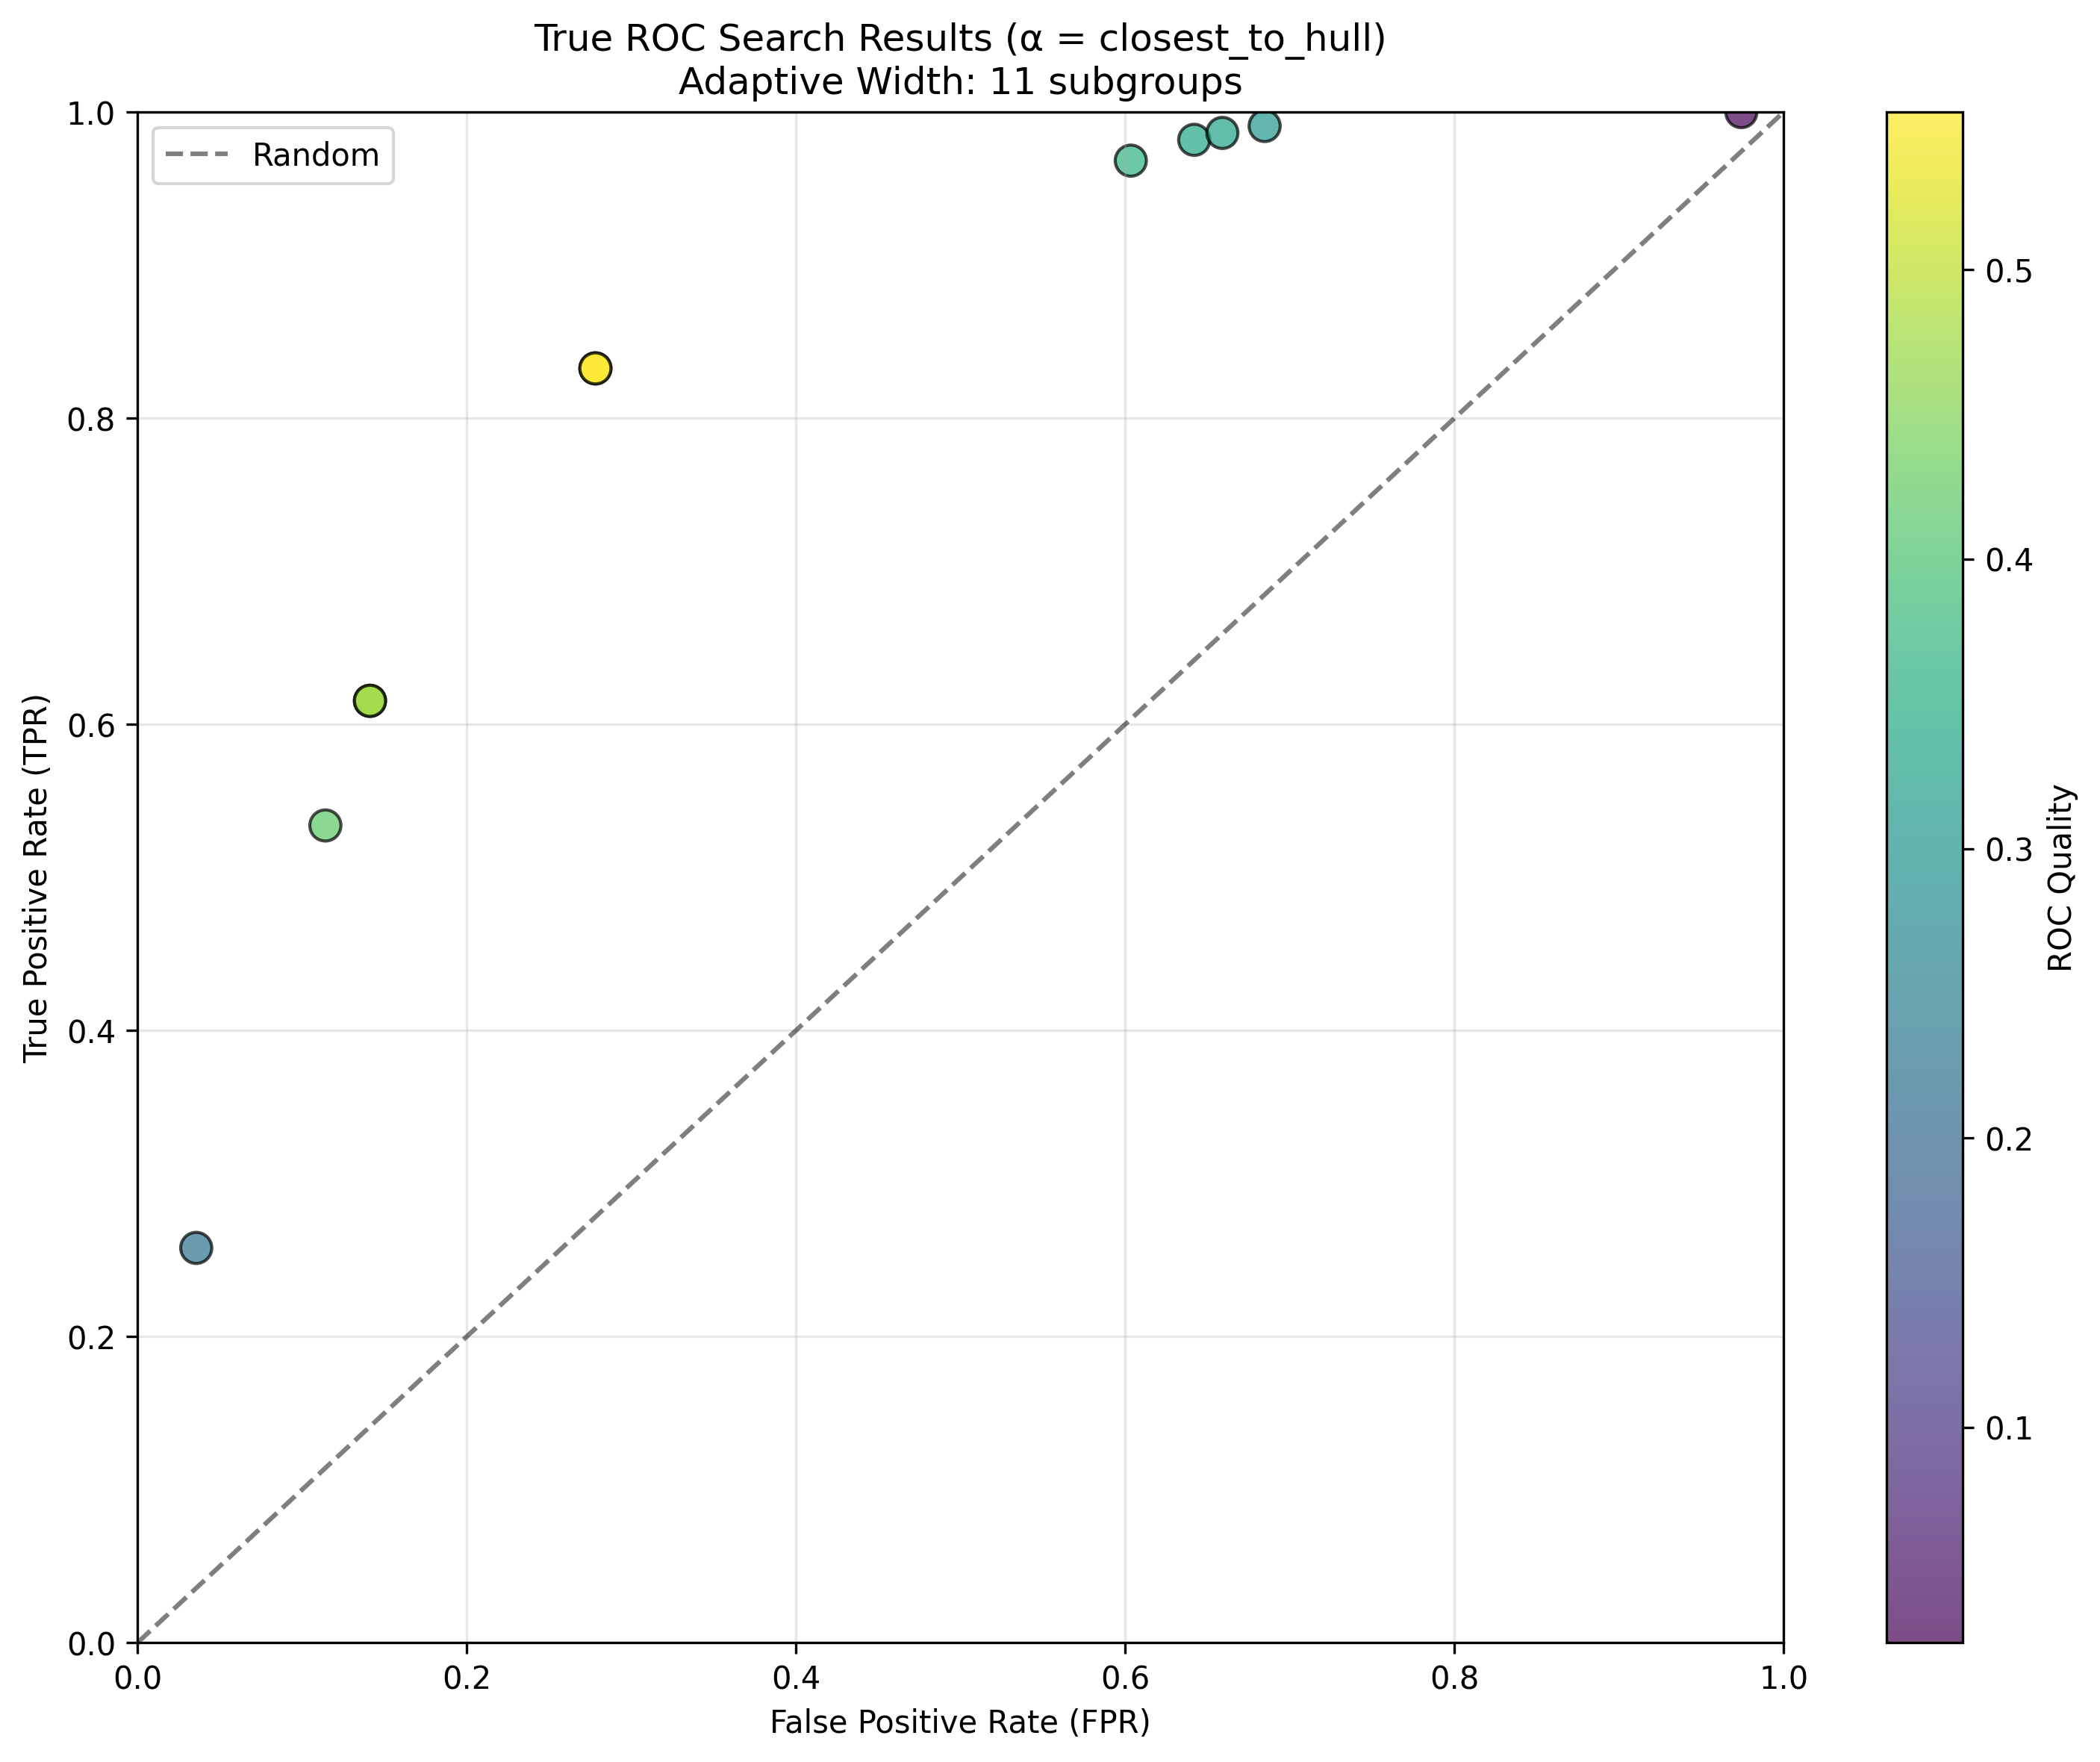 True ROC Search Results (α = closest_to_hull)
Adaptive Width: 11 subgroups
Random
1.0
0.8
0.6
0.4
0.2
0.0
True Positive Rate (TPR)
0.0 0.2 0.4 0.6 0.8 1.0
False Positive Rate (FPR)
0.5
0.4
0.3
0.2
0.1
ROC Quality